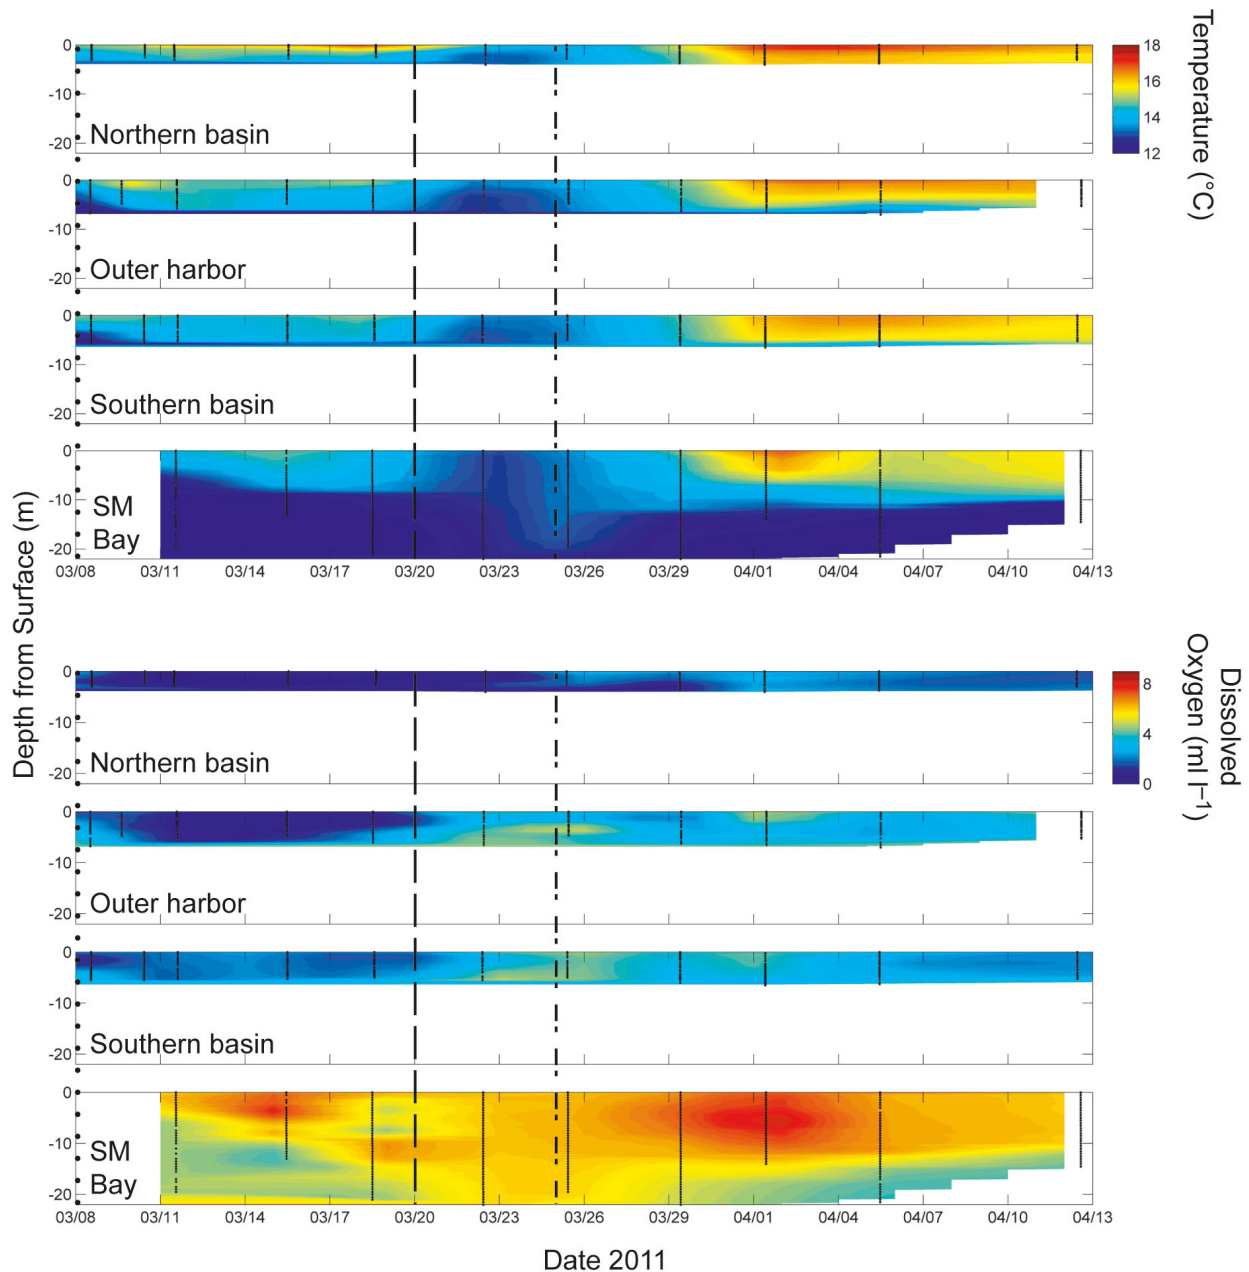 0
-10
-20
Northern basin
0
-10
-20
Outer harbor
0
-10
-20
Southern basin
0
-10
-20
SM
Bay
03/08 03/11 03/14 03/17 03/20 03/23 03/26 03/29 04/01 04/04 04/07 04/10 04/13
18
16
14
12
Temperature (°C)
Depth from Surface (m)
0
-10
-20
Northern basin
0
-10
-20
Outer harbor
0
-10
-20
Southern basin
0
-10
-20
SM
Bay
03/08 03/11 03/14 03/17 03/20 03/23 03/26 03/29 04/01 04/04 04/07 04/10 04/13
8
4
0
Dissolved
Oxygen (ml l⁻¹)
Date 2011